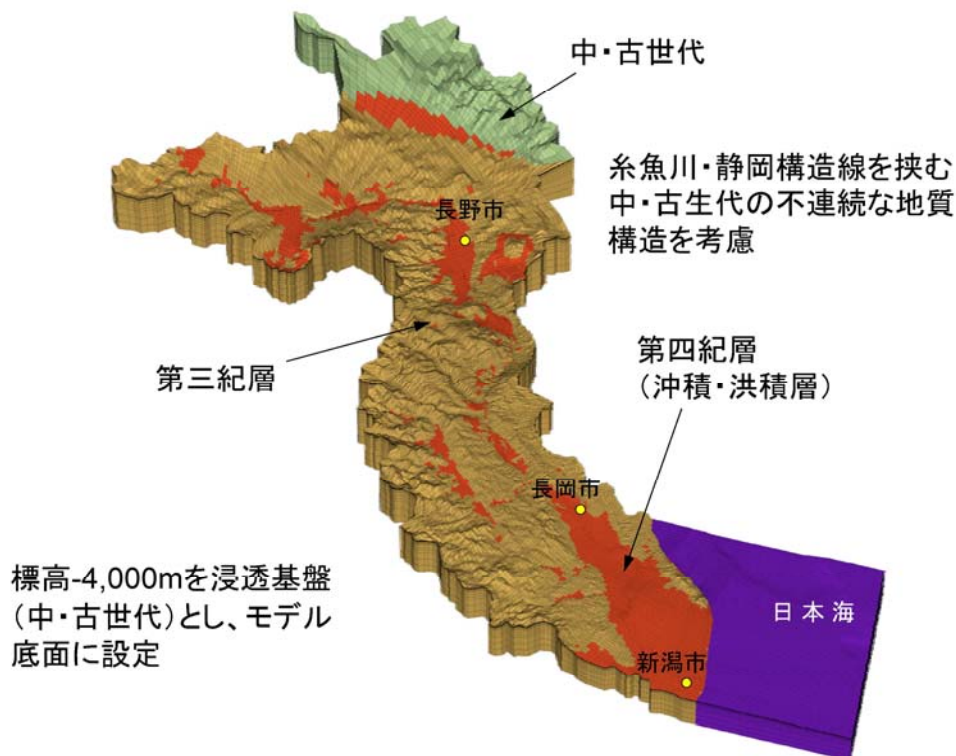 中・古世代
糸魚川・静岡構造線を挟む
中・古生代の不連続な地質
構造を考慮
長野市
第三紀層
第四紀層
（沖積・洪積層）
長岡市
標高-4,000mを浸透基盤
（中・古世代）とし、モデル
底面に設定
日本海
新潟市